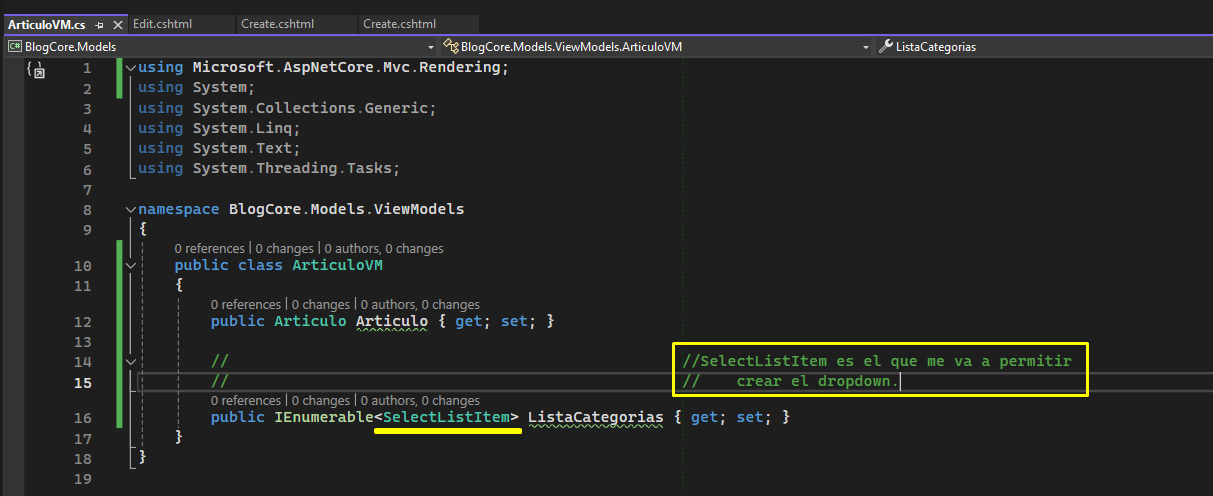 ArticuloVM.cs Edit.cshtml Create.cshtml Create.cshtml
C# BlogCore.Models BlogCore.Models.ViewModels.ArticuloVM ListaCategorias
1 using Microsoft.AspNetCore.Mvc.Rendering;
2 using System;
3 using System.Collections.Generic;
4 using System.Linq;
5 using System.Text;
6 using System.Threading.Tasks;
7
8 namespace BlogCore.Models.ViewModels
9 {
0 references | 0 changes | 0 authors, 0 changes
10 public class ArticuloVM
11 {
0 references | 0 changes | 0 authors, 0 changes
12 public Articulo Articulo { get; set; }
13
14 // //SelectListItem es el que me va a permitir
15 // // crear el dropdown.
0 references | 0 changes | 0 authors, 0 changes
16 public IEnumerable<SelectListItem> ListaCategorias { get; set; }
17 }
18 }
19